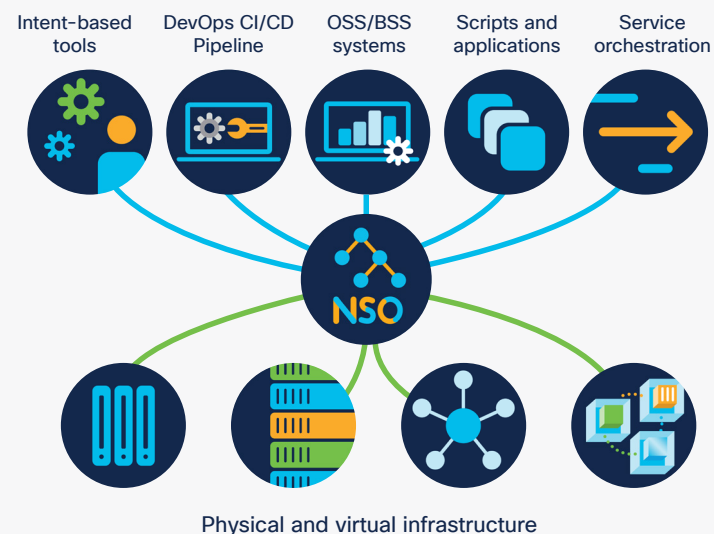 Intent-based
tools
DevOps CI/CD
Pipeline
OSS/BSS
systems
Scripts and
applications
Service
orchestration
NSO
Physical and virtual infrastructure